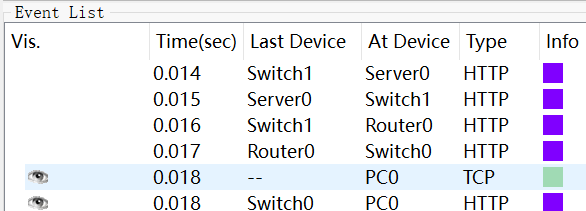 Event List
Vis. Time(sec) Last Device At Device Type Info
0.014 Switch1 Server0 HTTP
0.015 Server0 Switch1 HTTP
0.016 Switch1 Router0 HTTP
0.017 Router0 Switch0 HTTP
0.018 -- PC0 TCP
0.018 Switch0 PC0 HTTP